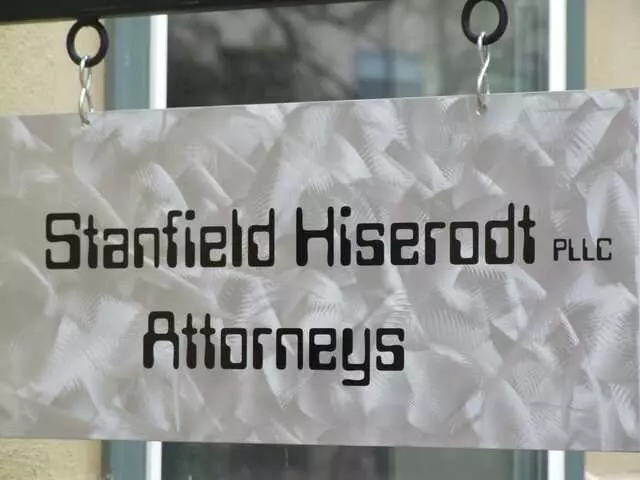 Stanfield Hiserodt PLLC
Attorneys